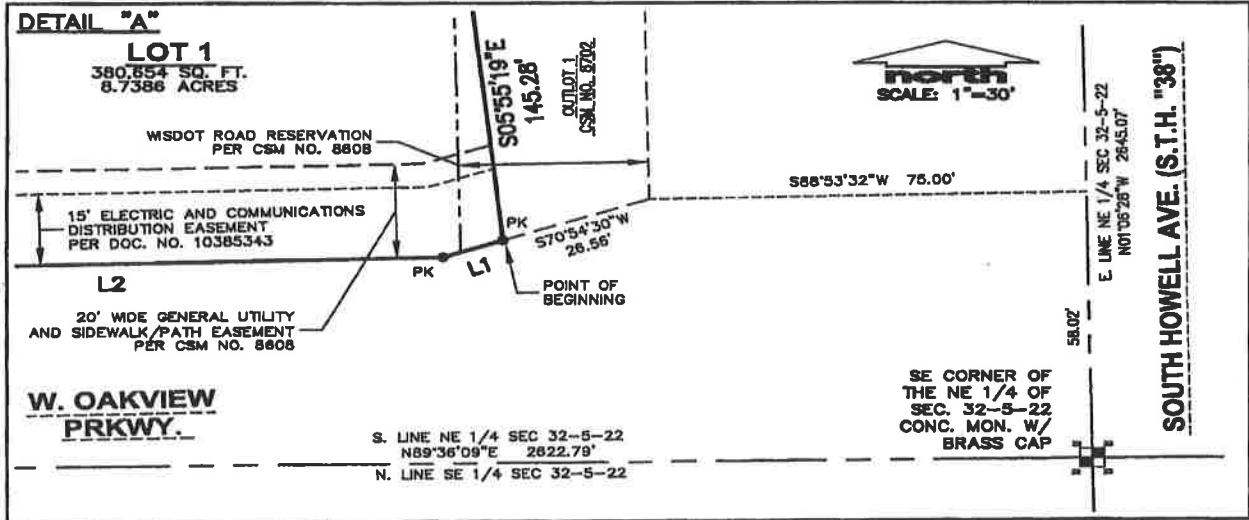 DETAIL "A"
LOT 1
380,654 SQ. FT.
8.7386 ACRES
WISDOT ROAD RESERVATION
PER CSM NO. 8608
S05°55'19"E
145.28'
OUTLOT 1
CSM. NO. 8702
north
SCALE: 1"=30'
15' ELECTRIC AND COMMUNICATIONS
DISTRIBUTION EASEMENT
PER DOC. NO. 10385343
S88°53'32"W 75.00'
PK
S70°54'30"W
26.56'
PK
L1
L2
POINT OF
BEGINNING
20' WIDE GENERAL UTILITY
AND SIDEWALK/PATH EASEMENT
PER CSM NO. 8608
E. LINE NE 1/4 SEC 32-5-22
N01°06'26"W 2645.07'
58.02'
SOUTH HOWELL AVE. (S.T.H. "38")
W. OAKVIEW
PRKWY.
SE CORNER OF
THE NE 1/4 OF
SEC. 32-5-22
CONC. MON. W/
BRASS CAP
S. LINE NE 1/4 SEC 32-5-22
N89°36'09"E 2622.79'
N. LINE SE 1/4 SEC 32-5-22